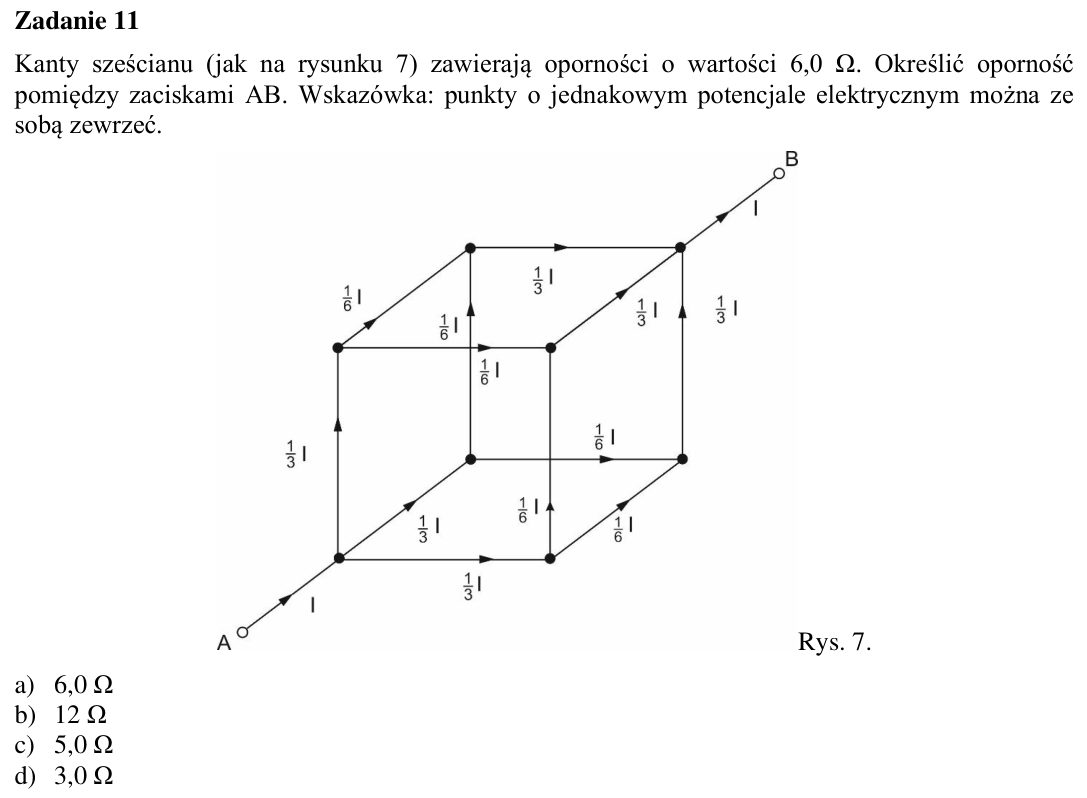 Zadanie 11
Kanty sześcianu (jak na rysunku 7) zawierają oporności o wartości 6,0 Ω. Określić oporność
pomiędzy zaciskami AB. Wskazówka: punkty o jednakowym potencjale elektrycznym można ze
sobą zewrzeć.
B
I
1/3 I
1/6 I
1/3 I
1/3 I
1/6 I
1/6 I
1/6 I
1/3 I
1/6 I
1/3 I
1/6 I
1/3 I
I
A
Rys. 7.
a) 6,0 Ω
b) 12 Ω
c) 5,0 Ω
d) 3,0 Ω